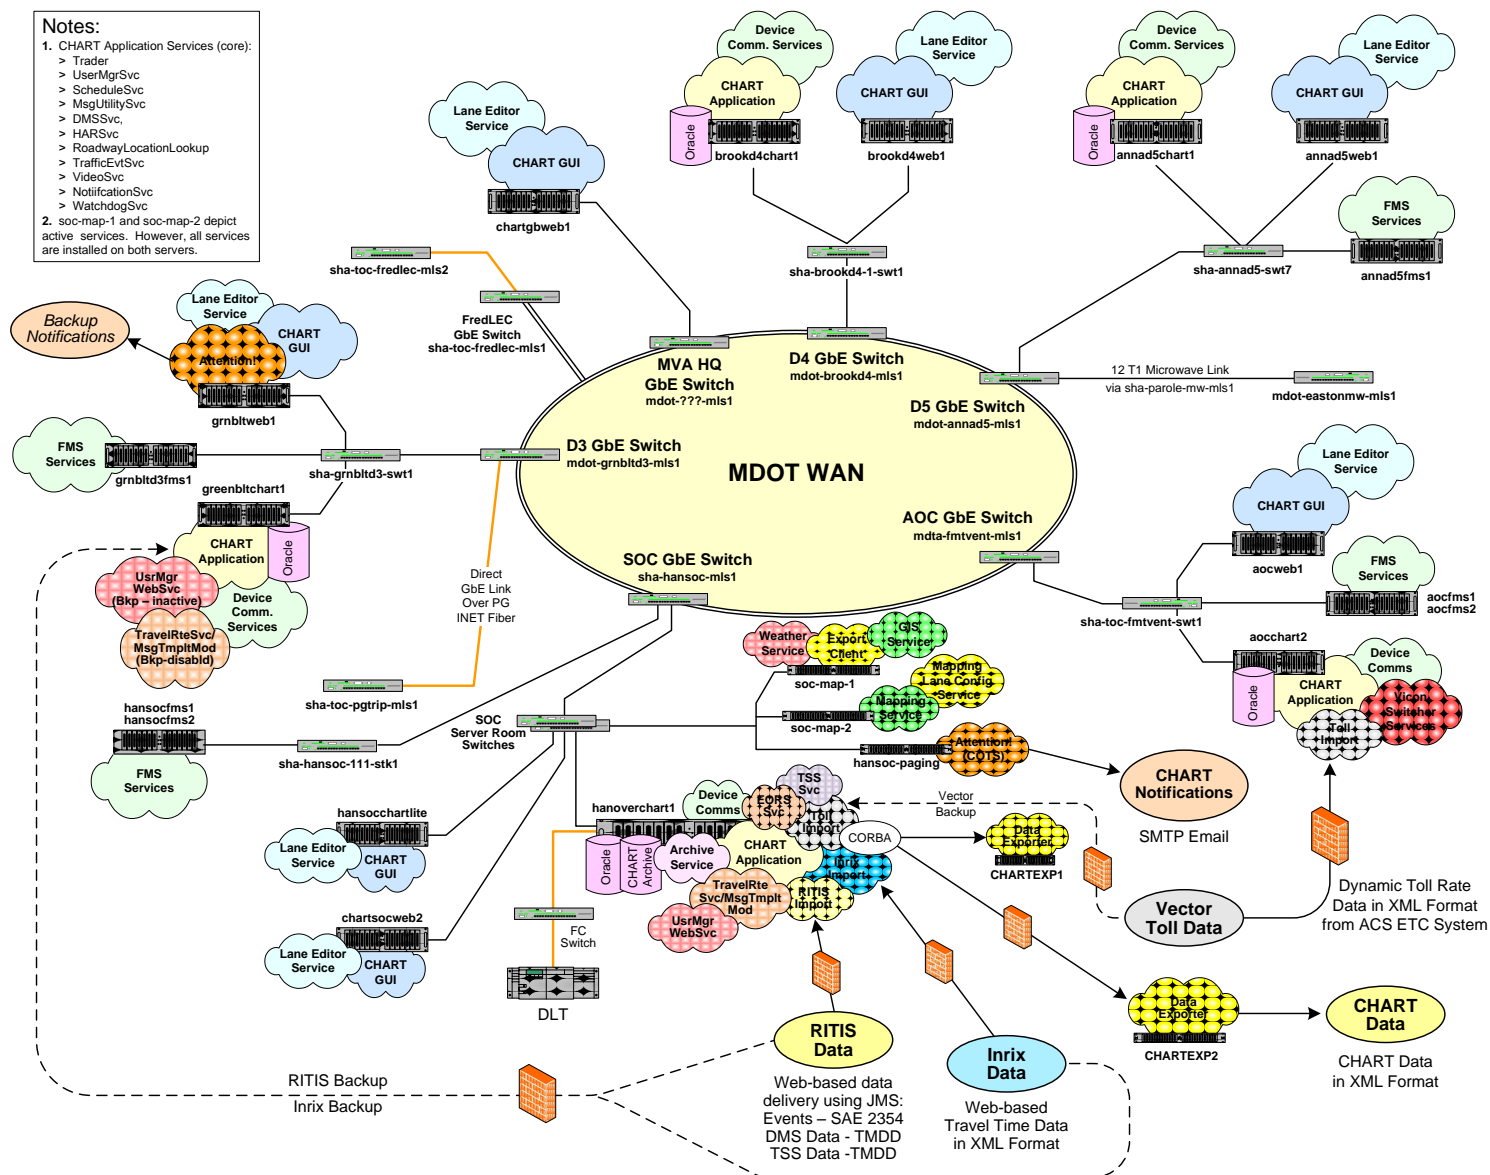 Notes:
1. CHART Application Services (core):
> Trader
> UserMgrSvc
> ScheduleSvc
> MsgUtilitySvc
> DMSSvc,
> HARSvc
> RoadwayLocationLookup
> TrafficEvtSvc
> VideoSvc
> NotiifcationSvc
> WatchdogSvc
2. soc-map-1 and soc-map-2 depict
active services. However, all services
are installed on both servers.
Lane Editor
Service
CHART GUI
chartgbweb1
Device
Comm. Services
CHART
Application
Oracle
brookd4chart1
Lane Editor
Service
CHART GUI
brookd4web1
sha-brookd4-1-swt1
Device
Comm. Services
CHART
Application
Oracle
annad5chart1
Lane Editor
Service
CHART GUI
annad5web1
FMS
Services
annad5fms1
sha-annad5-swt7
sha-toc-fredlec-mls2
FredLEC
GbE Switch
sha-toc-fredlec-mls1
Backup
Notifications
Lane Editor
Service
CHART
GUI
Attention!
grnbltweb1
MVA HQ
GbE Switch
mdot-???-mls1
D4 GbE Switch
mdot-brookd4-mls1
D5 GbE Switch
mdot-annad5-mls1
12 T1 Microwave Link
via sha-parole-mw-mls1
mdot-eastonmw-mls1
FMS
Services
grnbltd3fms1
sha-grnbltd3-swt1
D3 GbE Switch
mdot-grnbltd3-mls1
MDOT WAN
greenbltchart1
CHART
Application
Oracle
UsrMgr
WebSvc
(Bkp – inactive)
Device
Comm.
Services
TravelRteSvc/
MsgTmpltMod
(Bkp-disabld)
Direct
GbE Link
Over PG
INET Fiber
sha-toc-pgtrip-mls1
SOC GbE Switch
sha-hansoc-mls1
AOC GbE Switch
mdta-fmtvent-mls1
Lane Editor
Service
CHART GUI
aocweb1
FMS
Services
aocfms1
aocfms2
sha-toc-fmtvent-swt1
aocchart2
Device
Comms
CHART
Application
Oracle
Vicon
Switcher
Services
Toll
Import
hansocfms1
hansocfms2
FMS
Services
sha-hansoc-111-stk1
SOC
Server Room
Switches
Weather
Service
Export
Client
GIS
Service
soc-map-1
Mapping
Lane Config
Service
Mapping
Service
soc-map-2
Attention!
(COTS)
hansoc-paging
CHART
Notifications
SMTP Email
hansocchartlite
Lane Editor
Service
CHART
GUI
chartsocweb2
Lane Editor
Service
CHART
GUI
hanoverchart1
Device
Comms
EORS
Svc
TSS
Svc
Toll
Import
CORBA
Oracle
CHART
Archive
Archive
Service
CHART
Application
Inrix
Import
TravelRte
Svc/MsgTmplt
Mod
RITIS
Import
UsrMgr
WebSvc
FC
Switch
DLT
Vector
Backup
Data
Exporter
CHARTEXP1
Vector
Toll Data
Dynamic Toll Rate
Data in XML Format
from ACS ETC System
Data
Exporter
CHARTEXP2
CHART
Data
CHART Data
in XML Format
RITIS
Data
Web-based data
delivery using JMS:
Events – SAE 2354
DMS Data - TMDD
TSS Data -TMDD
Inrix
Data
Web-based
Travel Time Data
in XML Format
RITIS Backup
Inrix Backup